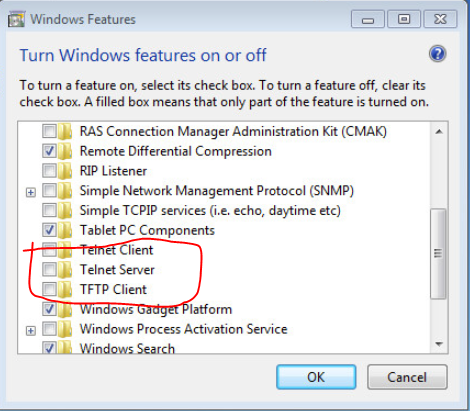 Windows Features
Turn Windows features on or off
To turn a feature on, select its check box. To turn a feature off, clear its
check box. A filled box means that only part of the feature is turned on.
RAS Connection Manager Administration Kit (CMAK)
Remote Differential Compression
RIP Listener
Simple Network Management Protocol (SNMP)
Simple TCPIP services (i.e. echo, daytime etc)
Tablet PC Components
Telnet Client
Telnet Server
TFTP Client
Windows Gadget Platform
Windows Process Activation Service
Windows Search
OK Cancel